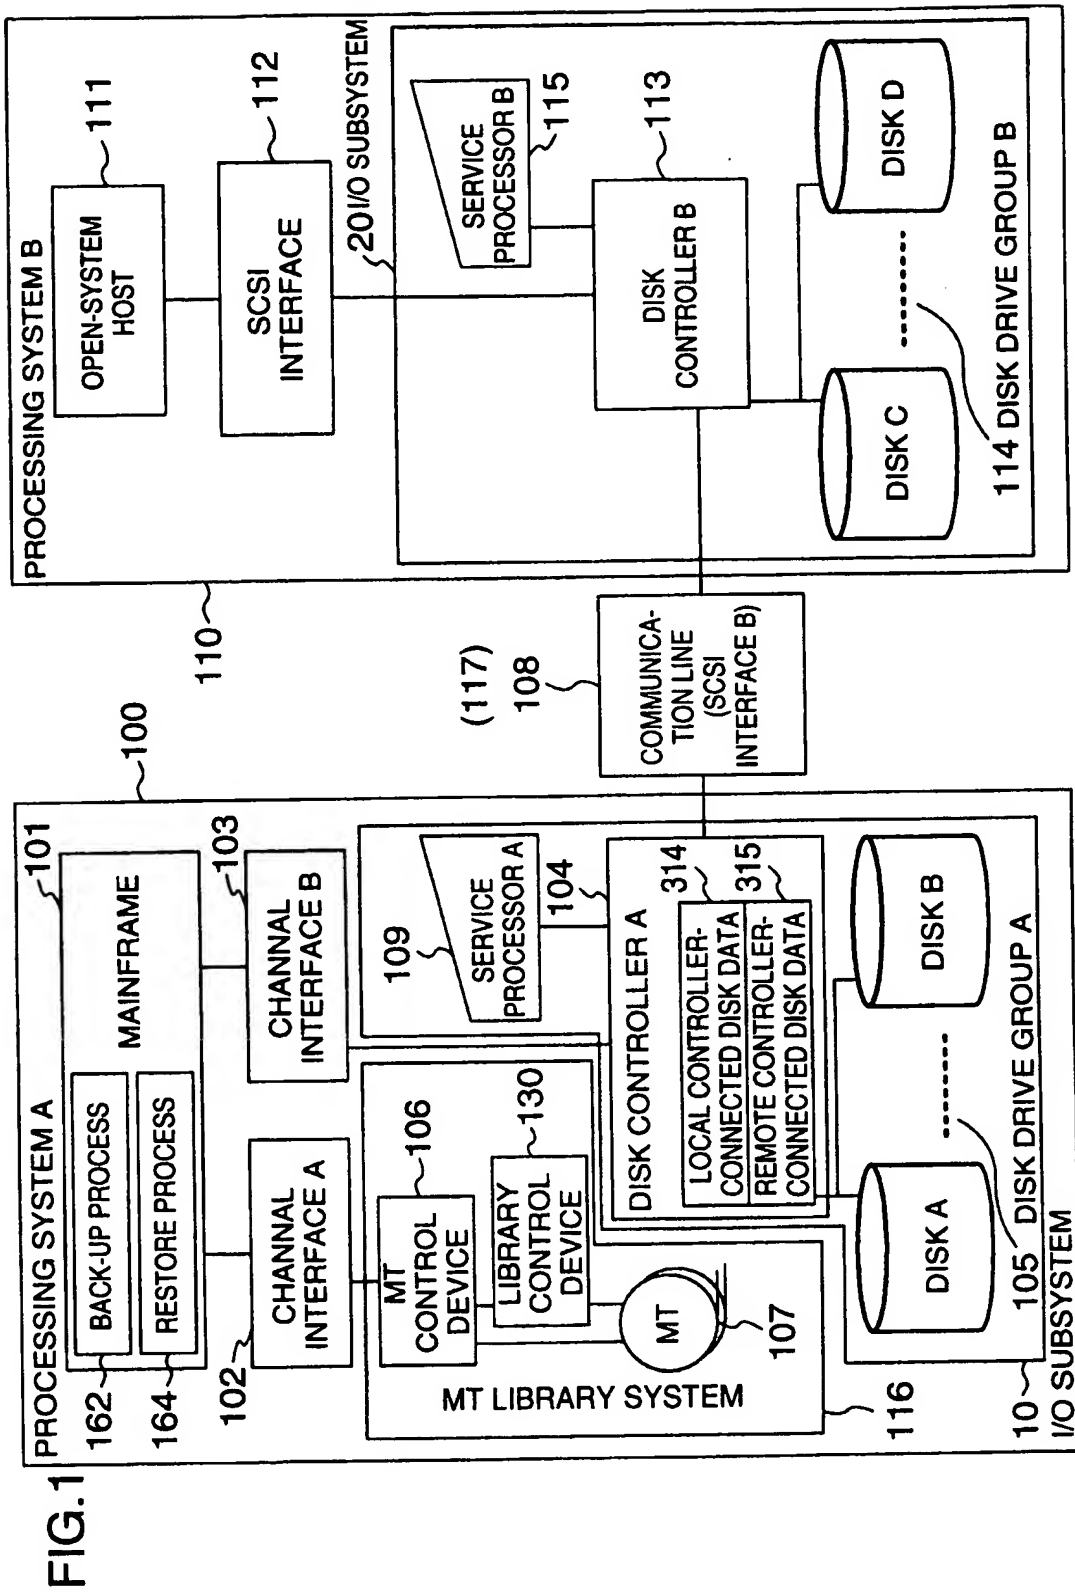 FIG.1
PROCESSING SYSTEM A
100
101
MAINFRAME
BACK-UP PROCESS
RESTORE PROCESS
162
164
102
CHANNAL
INTERFACE A
103
CHANNAL
INTERFACE B
MT
CONTROL
DEVICE
106
LIBRARY
CONTROL
DEVICE
130
MT
107
MT LIBRARY SYSTEM
116
109
SERVICE
PROCESSOR A
104
DISK CONTROLLER A
314
315
LOCAL CONTROLLER-
CONNECTED DISK DATA
REMOTE CONTROLLER-
CONNECTED DISK DATA
DISK A
DISK B
105 DISK DRIVE GROUP A
10
I/O SUBSYSTEM
(117)
108
COMMUNICA-
TION LINE
(SCSI
INTERFACE B)
110
PROCESSING SYSTEM B
OPEN-SYSTEM
HOST
111
SCSI
INTERFACE
112
20 I/O SUBSYSTEM
SERVICE
PROCESSOR B
115
DISK
CONTROLLER B
113
DISK C
DISK D
114 DISK DRIVE GROUP B